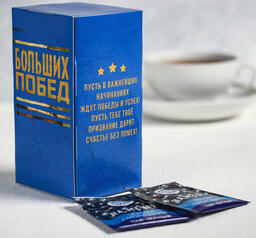 БОЛЬШИХ
ПОБЕД
ПУСТЬ В ВАЖНЕЙШИХ
НАЧИНАНИЯХ
ЖДУТ ПОБЕДЫ И УСПЕХ!
ПУСТЬ ТЕБЕ ТВОЁ
ПРИЗВАНИЕ ДАРИТ
СЧАСТЬЕ БЕЗ ПОМЕХ!